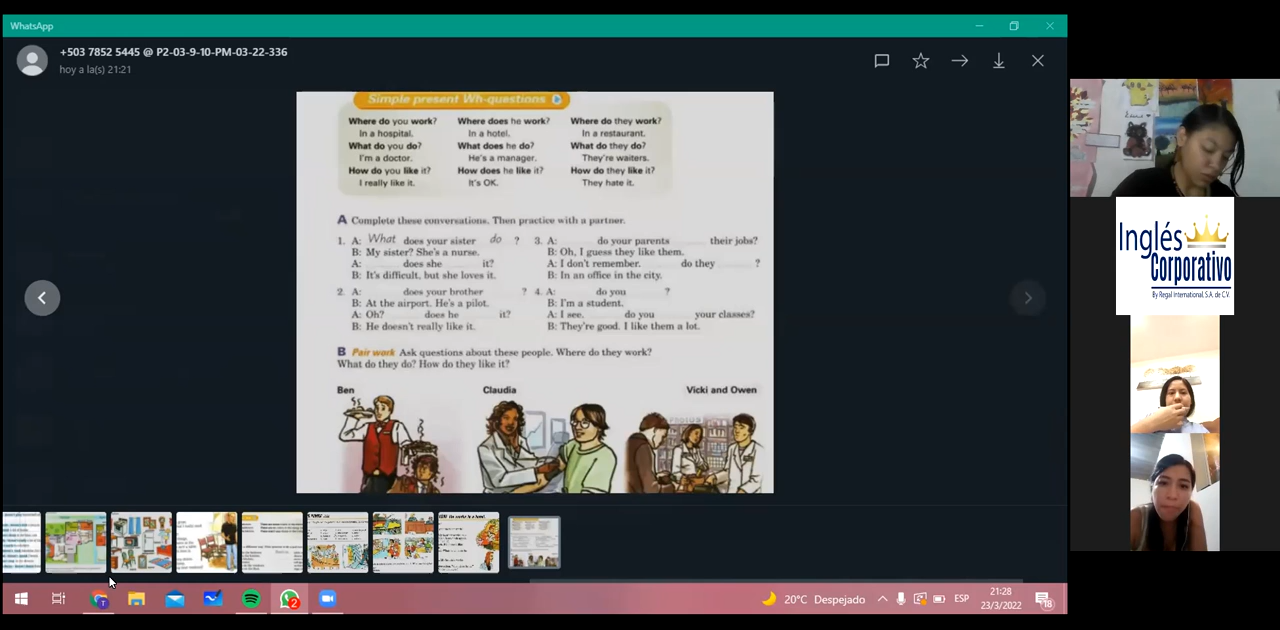 WhatsApp
+503 7852 5445 @ P2-03-9-10-PM-03-22-336
hoy a la(s) 21:21
Simple present Wh-questions
Where do you work? Where does he work? Where do they work?
In a hospital. In a hotel. In a restaurant.
What do you do? What does he do? What do they do?
I'm a doctor. He's a manager. They're waiters.
How do you like it? How does he like it? How do they like it?
I really like it. It's OK. They hate it.
A Complete these conversations. Then practice with a partner.
1. A: What does your sister do ?
B: My sister? She's a nurse.
A: does she it?
B: It's difficult, but she loves it.
2. A: does your brother ?
B: At the airport. He's a pilot.
A: Oh? does he it?
B: He doesn't really like it.
3. A: do your parents their jobs?
B: Oh, I guess they like them.
A: I don't remember. do they ?
B: In an office in the city.
4. A: do you ?
B: I'm a student.
A: I see. do you your classes?
B: They're good. I like them a lot.
B Pair work Ask questions about these people. Where do they work?
What do they do? How do they like it?
Ben Claudia Vicki and Owen
Inglés
Corporativo
By Regal International, S.A. de C.V.
20°C Despejado
ESP
21:28
23/3/2022
18
2